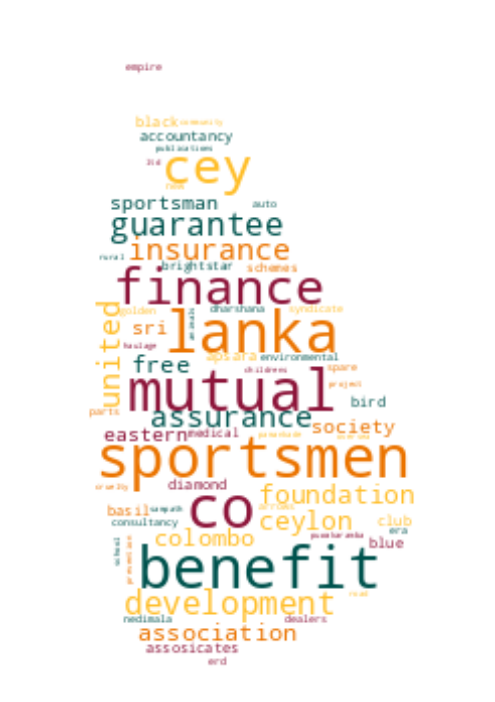 empire
black community
accountancy
publications
ltd
cey
new
sportsman auto
guarantee
insurance
rural
brightstar schemes
finance
golden dharshana syndicate
sri lanka
haulage
united
apsara environmental
free childrens spare
mutual project
bird
parts
assurance
society
eastern medical
sportsmen
cruelty
diamond
co foundation
basil sampath
consultancy ceylon club
era
colombo
blue
school
prevention
benefit
road
development
nedimala dealers
association
assosicates
erd